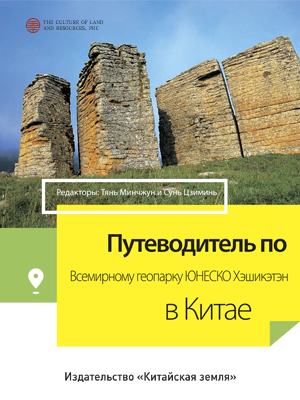 THE CULTURE OF LAND
AND RESOURCES, PRC
Редакторы: Тянь Минчжун и Сунь Цзиминь
Путеводитель по
Всемирному геопарку ЮНЕСКО Хэшикэтэн
в Китае
Издательство «Китайская земля»